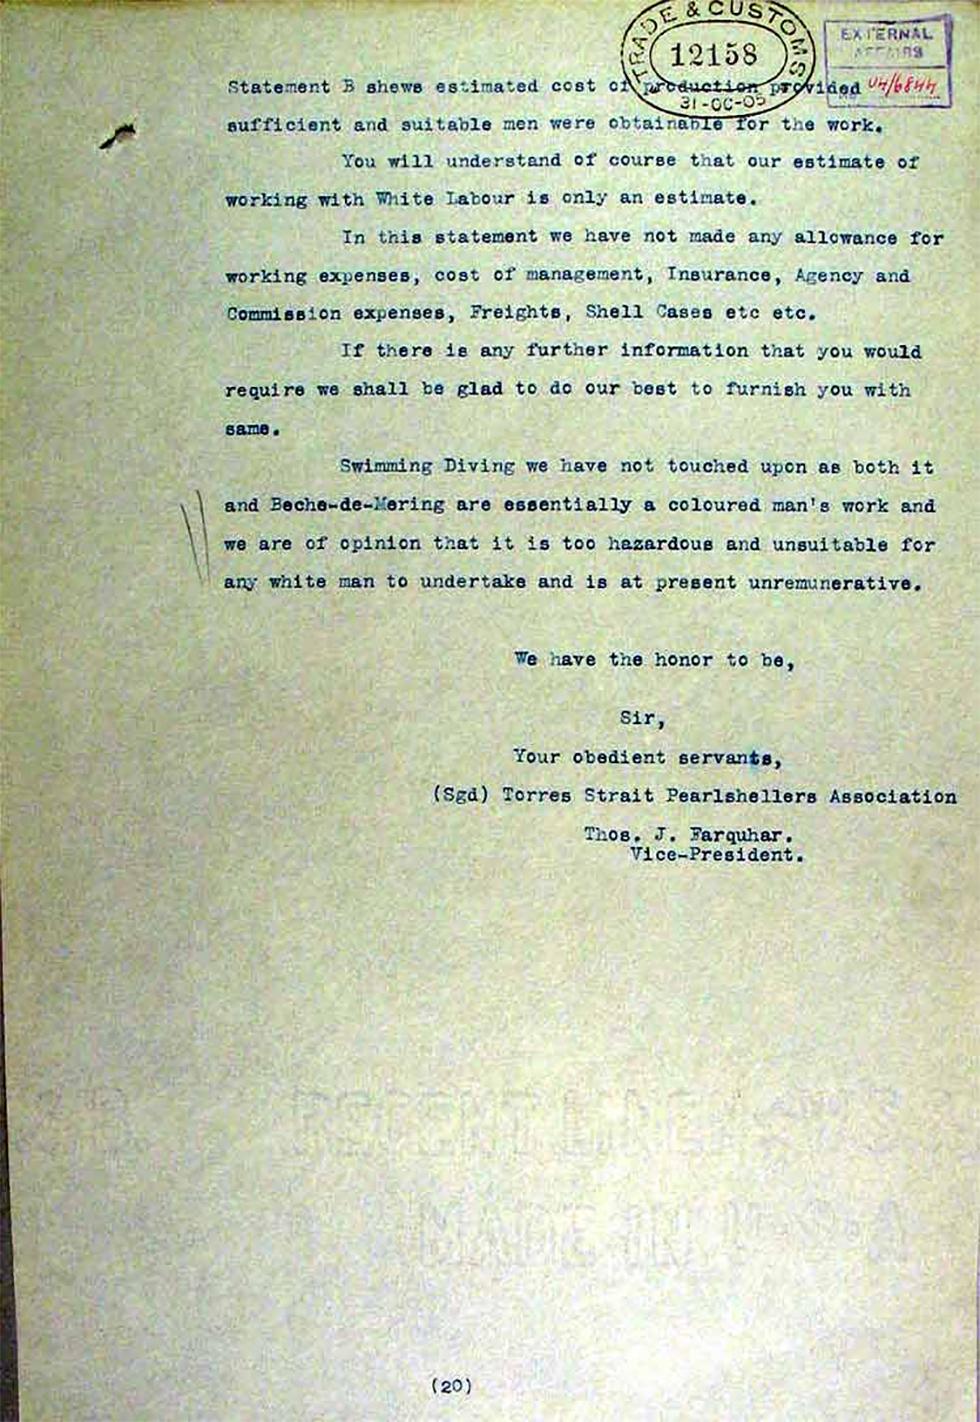 TRADE & CUSTOMS
12158
31-OC-05
EXTERNAL
AFFAIRS
04/6844
Statement B shews estimated cost of production provided
sufficient and suitable men were obtainable for the work.
You will understand of course that our estimate of
working with White Labour is only an estimate.
In this statement we have not made any allowance for
working expenses, cost of management, Insurance, Agency and
Commission expenses, Freights, Shell Cases etc etc.
If there is any further information that you would
require we shall be glad to do our best to furnish you with
same.
Swimming Diving we have not touched upon as both it
and Beche-de-Mering are essentially a coloured man's work and
we are of opinion that it is too hazardous and unsuitable for
any white man to undertake and is at present unremunerative.
We have the honor to be,
Sir,
Your obedient servants,
(Sgd) Torres Strait Pearlshellers Association
Thos. J. Farquhar.
Vice-President.
MADE IN U.S.A
(20)